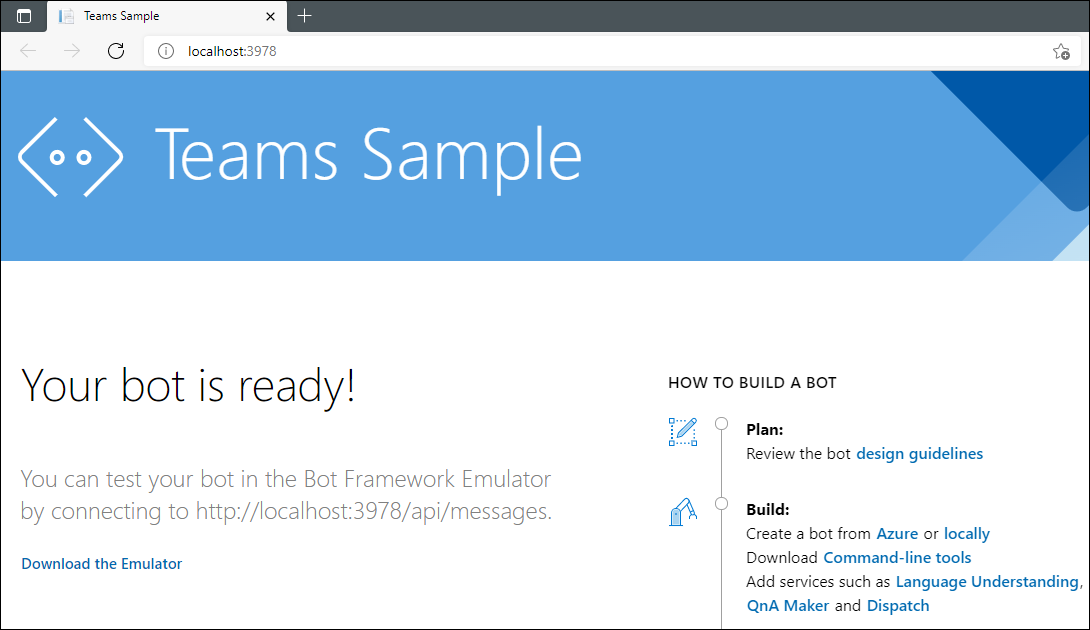 Teams Sample
localhost:3978
Teams Sample
Your bot is ready!
You can test your bot in the Bot Framework Emulator
by connecting to http://localhost:3978/api/messages.
Download the Emulator
HOW TO BUILD A BOT
Plan:
Review the bot design guidelines
Build:
Create a bot from Azure or locally
Download Command-line tools
Add services such as Language Understanding,
QnA Maker and Dispatch